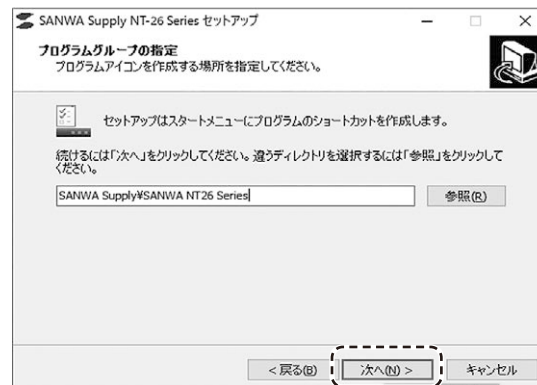 SANWA Supply NT-26 Series セットアップ
プログラムグループの指定
プログラムアイコンを作成する場所を指定してください。
セットアップはスタートメニューにプログラムのショートカットを作成します。
続けるには「次へ」をクリックしてください。違うディレクトリを選択するには「参照」をクリックして
ください。
SANWA Supply¥SANWA NT26 Series
参照(R)
< 戻る(B)
次へ(N) >
キャンセル